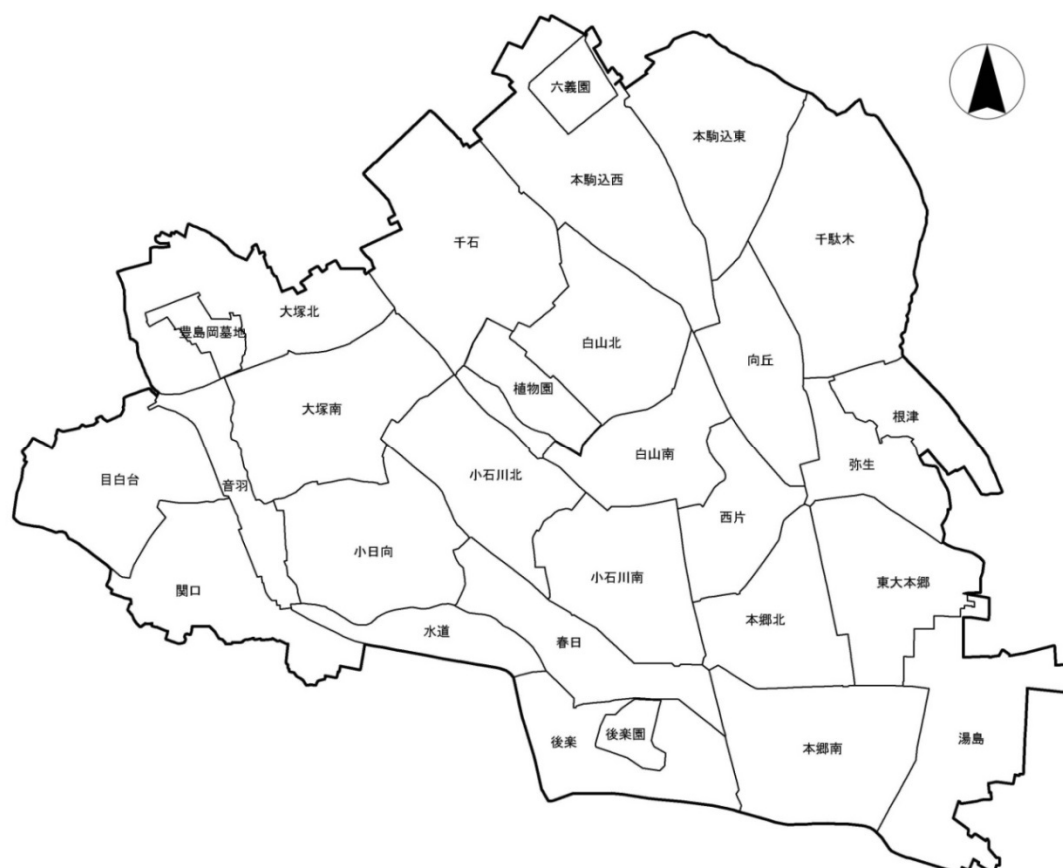 六義園
本駒込東
本駒込西
千駄木
千石
大塚北
豊島岡墓地
白山北
向丘
植物園
大塚南
根津
白山南
弥生
小石川北
目白台
音羽
西片
小日向
小石川南
東大本郷
関口
本郷北
水道
春日
後楽園
後楽
湯島
本郷南